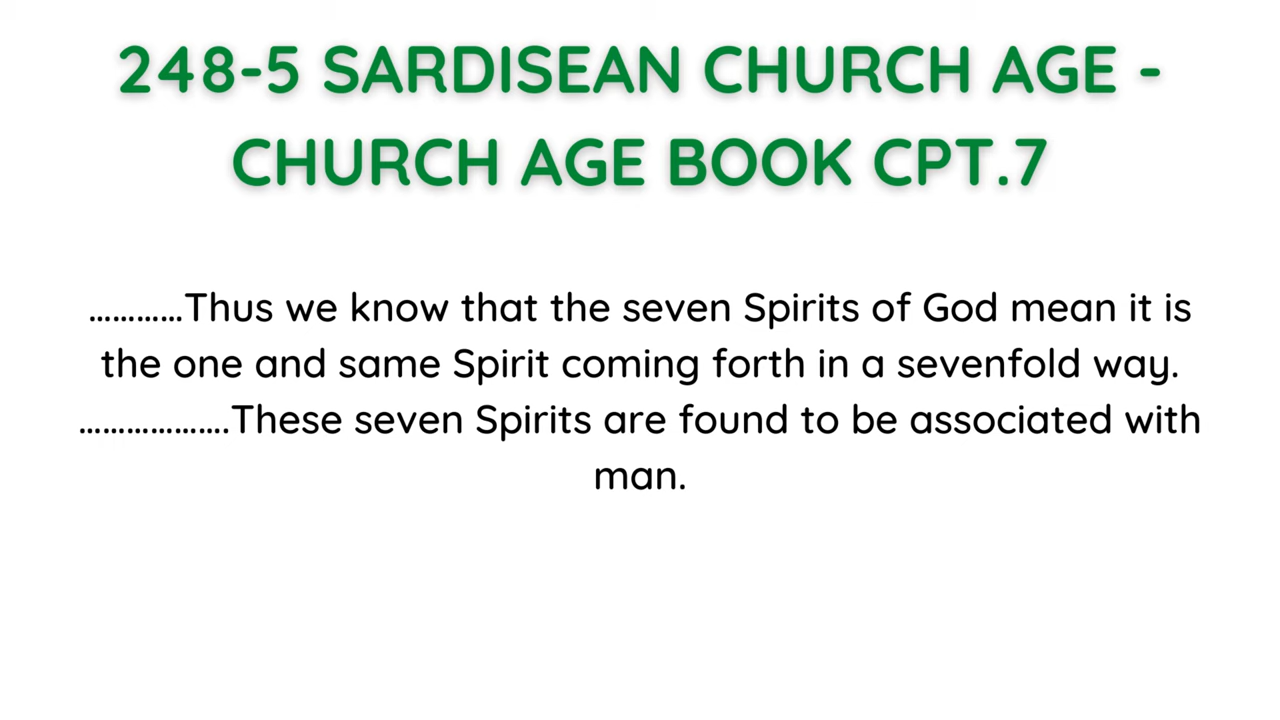 248-5 SARDISEAN CHURCH AGE -
CHURCH AGE BOOK CPT.7
…………Thus we know that the seven Spirits of God mean it is
the one and same Spirit coming forth in a sevenfold way.
……………….These seven Spirits are found to be associated with
man.